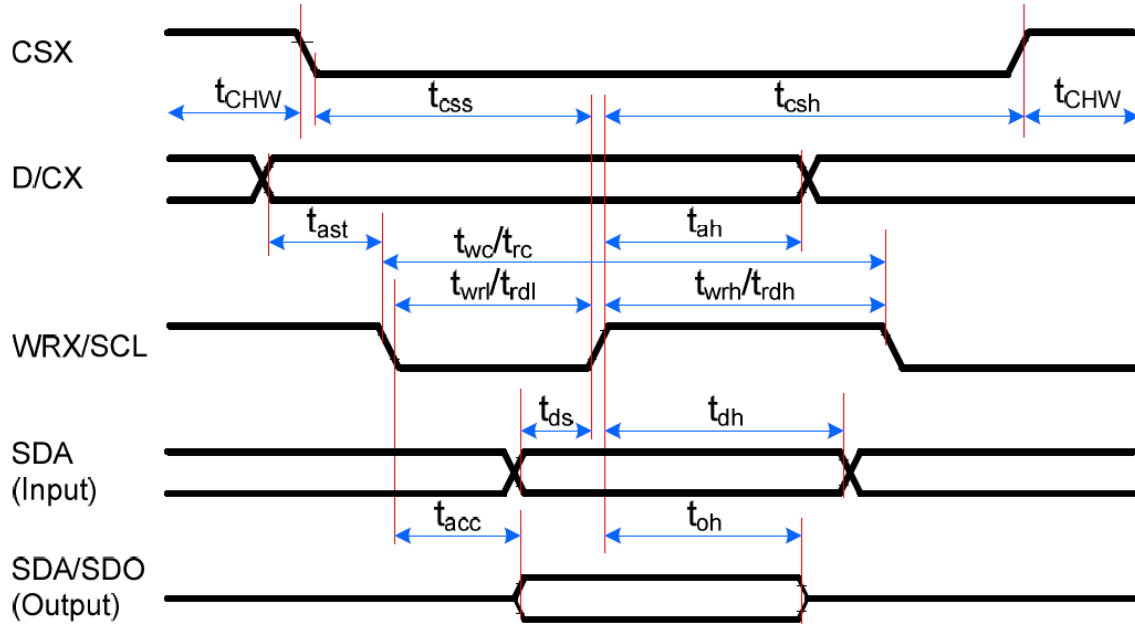 CSX
tCHW
tcss
tcsh
tCHW
D/CX
tast
tah
twc/trc
twrl/trdl
twrh/trdh
WRX/SCL
tds
tdh
SDA
(Input)
tacc
toh
SDA/SDO
(Output)